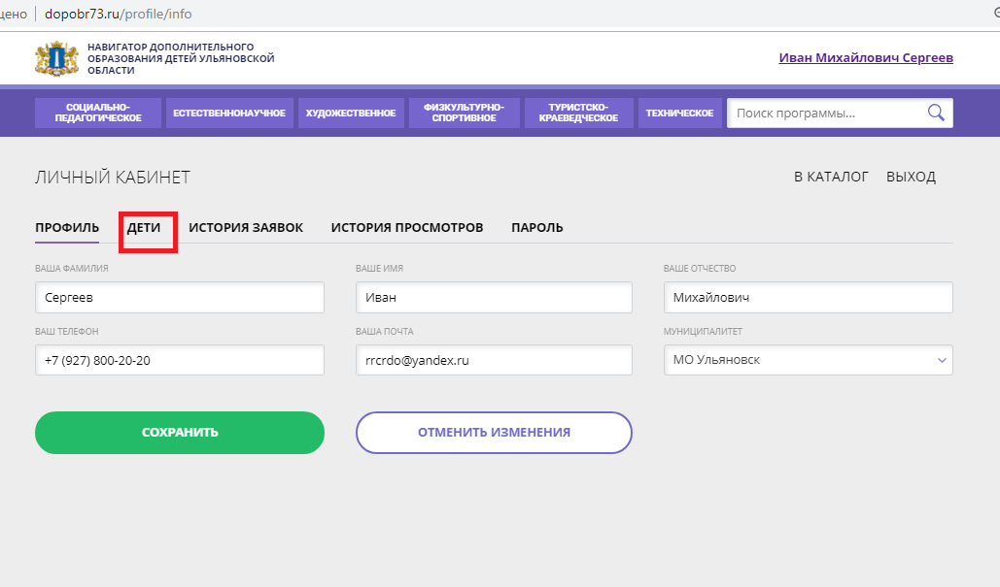 dopobr73.ru/profile/info
НАВИГАТОР ДОПОЛНИТЕЛЬНОГО
ОБРАЗОВАНИЯ ДЕТЕЙ УЛЬЯНОВСКОЙ
ОБЛАСТИ
Иван Михайлович Сергеев
СОЦИАЛЬНО-
ПЕДАГОГИЧЕСКОЕ
ЕСТЕСТВЕННОНАУЧНОЕ
ХУДОЖЕСТВЕННОЕ
ФИЗКУЛЬТУРНО-
СПОРТИВНОЕ
ТУРИСТСКО-
КРАЕВЕДЧЕСКОЕ
ТЕХНИЧЕСКОЕ
Поиск программы...
ЛИЧНЫЙ КАБИНЕТ
В КАТАЛОГ ВЫХОД
ПРОФИЛЬ ДЕТИ ИСТОРИЯ ЗАЯВОК ИСТОРИЯ ПРОСМОТРОВ ПАРОЛЬ
ВАША ФАМИЛИЯ ВАШЕ ИМЯ ВАШЕ ОТЧЕСТВО
Сергеев Иван Михайлович
ВАШ ТЕЛЕФОН ВАША ПОЧТА МУНИЦИПАЛИТЕТ
+7 (927) 800-20-20 rrcrdo@yandex.ru МО Ульяновск
СОХРАНИТЬ ОТМЕНИТЬ ИЗМЕНЕНИЯ